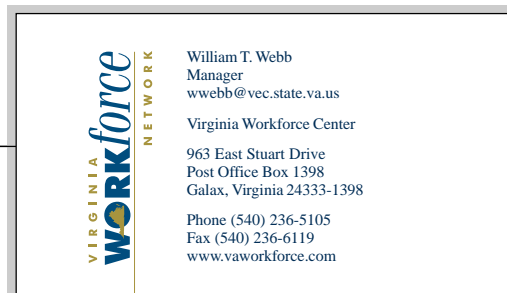 VIRGINIA
WORKforce
NETWORK
William T. Webb
Manager
wwebb@vec.state.va.us
Virginia Workforce Center
963 East Stuart Drive
Post Office Box 1398
Galax, Virginia 24333-1398
Phone (540) 236-5105
Fax (540) 236-6119
www.vaworkforce.com